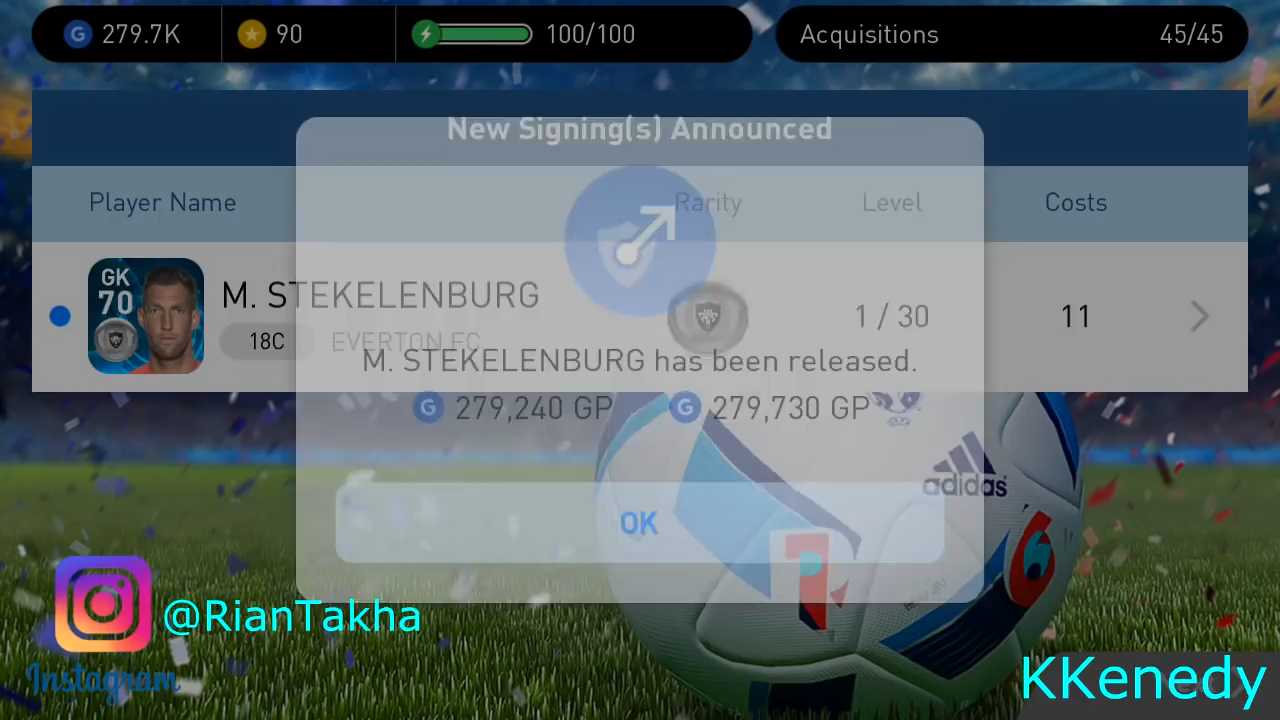 279.7K
90
100/100
Acquisitions 45/45
New Signing(s) Announced
Player Name Rarity Level Costs
GK
70
M. STEKELENBURG
18C EVERTON FC
1 / 30
11
M. STEKELENBURG has been released.
G 279,240 GP G 279,730 GP
adidas
OK
@RianTakha
Instagram
KKenedy